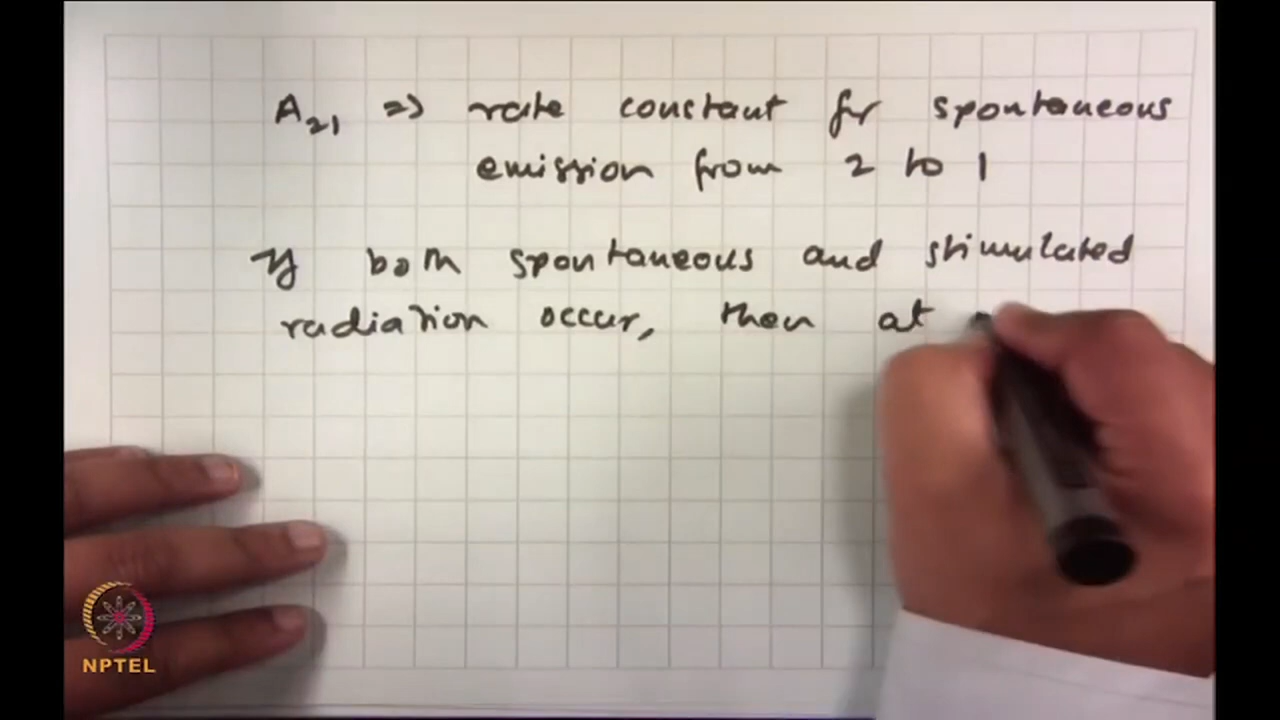 A21 => rate constant for spontaneous
emission from 2 to 1
If both spontaneous and stimulated
radiation occur, then at
NPTEL